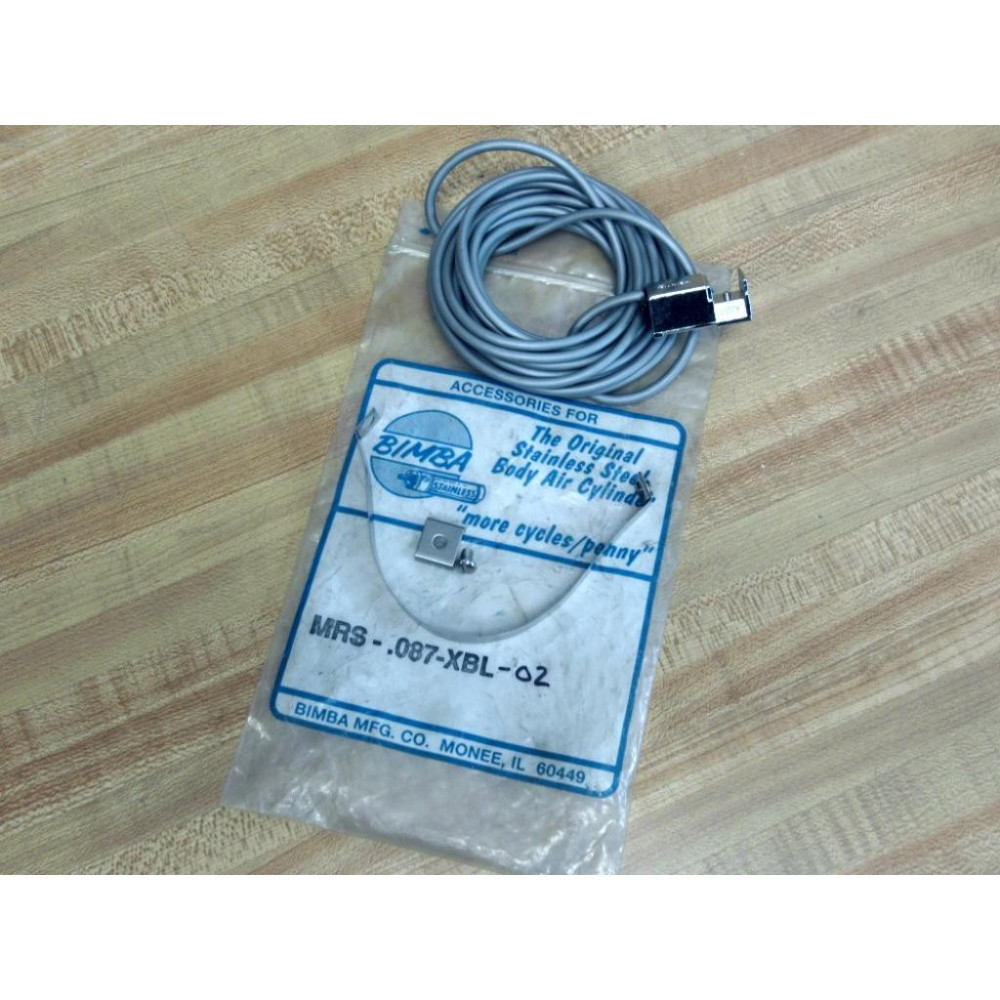 ACCESSORIES FOR
BIMBA
STAINLESS
The Original
Stainless Steel
Body Air Cylinder
"more cycles/penny"
MRS-.087-XBL-02
BIMBA MFG. CO. MONEE, IL 60449